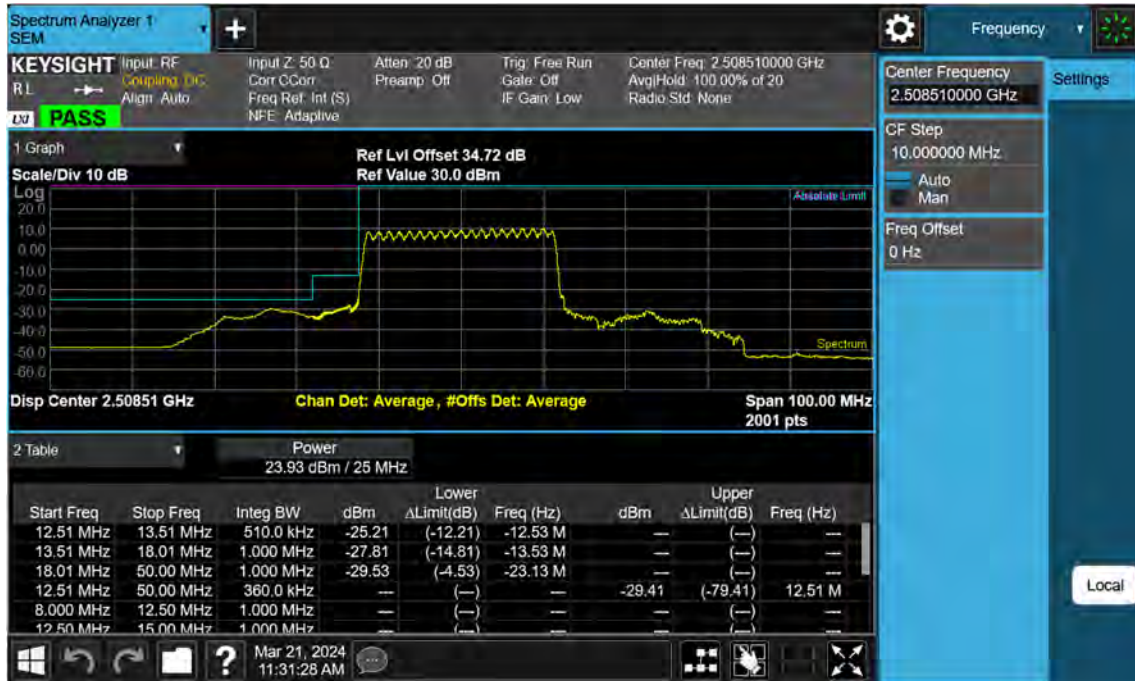 Spectrum Analyzer 1
SEM
Frequency
KEYSIGHT
R L
LXI PASS
Input: RF
Coupling: DC
Align: Auto
Input Z: 50 Ω
Corr CCorr
Freq Ref: Int (S)
NFE: Adaptive
Atten: 20 dB
Preamp: Off
Trig: Free Run
Gate: Off
IF Gain: Low
Center Freq: 2.508510000 GHz
Avg|Hold: 100.00% of 20
Radio Std: None
Center Frequency
2.508510000 GHz
Settings
CF Step
10.000000 MHz
Auto
Man
Freq Offset
0 Hz
Local
1 Graph
Scale/Div 10 dB
Ref Lvl Offset 34.72 dB
Ref Value 30.0 dBm
Log
Absolute Limit
20.0
10.0
0.00
-10.0
-20.0
-30.0
-40.0
-50.0
-60.0
Spectrum
Disp Center 2.50851 GHz
Chan Det: Average, #Offs Det: Average
Span 100.00 MHz
2001 pts
2 Table
Power
23.93 dBm / 25 MHz
Lower Upper
Start Freq Stop Freq Integ BW dBm ΔLimit(dB) Freq (Hz) dBm ΔLimit(dB) Freq (Hz)
12.51 MHz 13.51 MHz 510.0 kHz -25.21 (-12.21) -12.53 M — (—) —
13.51 MHz 18.01 MHz 1.000 MHz -27.81 (-14.81) -13.53 M — (—) —
18.01 MHz 50.00 MHz 1.000 MHz -29.53 (-4.53) -23.13 M — (—) —
12.51 MHz 50.00 MHz 360.0 kHz — (—) — -29.41 (-79.41) 12.51 M
8.000 MHz 12.50 MHz 1.000 MHz — (—) — — (—) —
12.50 MHz 15.00 MHz 1.000 MHz — (—) — — (—) —
?
Mar 21, 2024
11:31:28 AM